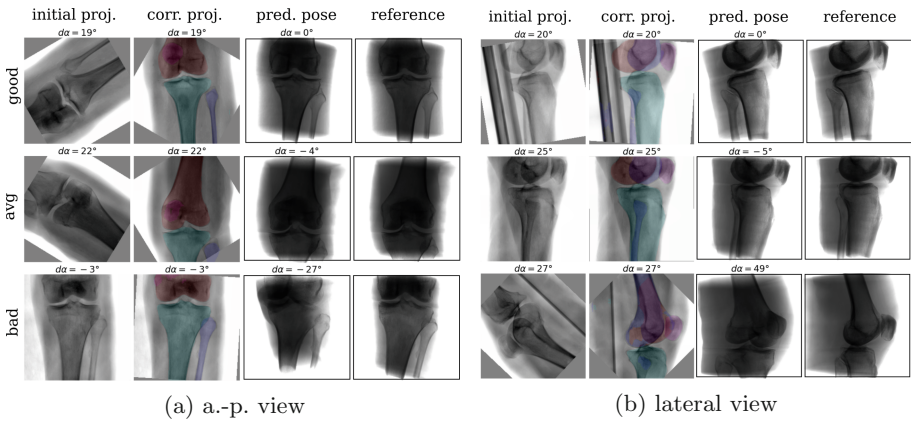 initial proj. corr. proj. pred. pose reference initial proj. corr. proj. pred. pose reference
dα = 19° dα = 19° dα = 0° dα = 20° dα = 20° dα = 0°
good
dα = 22° dα = 22° dα = −4° dα = 25° dα = 25° dα = −5°
avg
dα = −3° dα = −3° dα = −27° dα = 27° dα = 27° dα = 49°
bad
(a) a.-p. view (b) lateral view